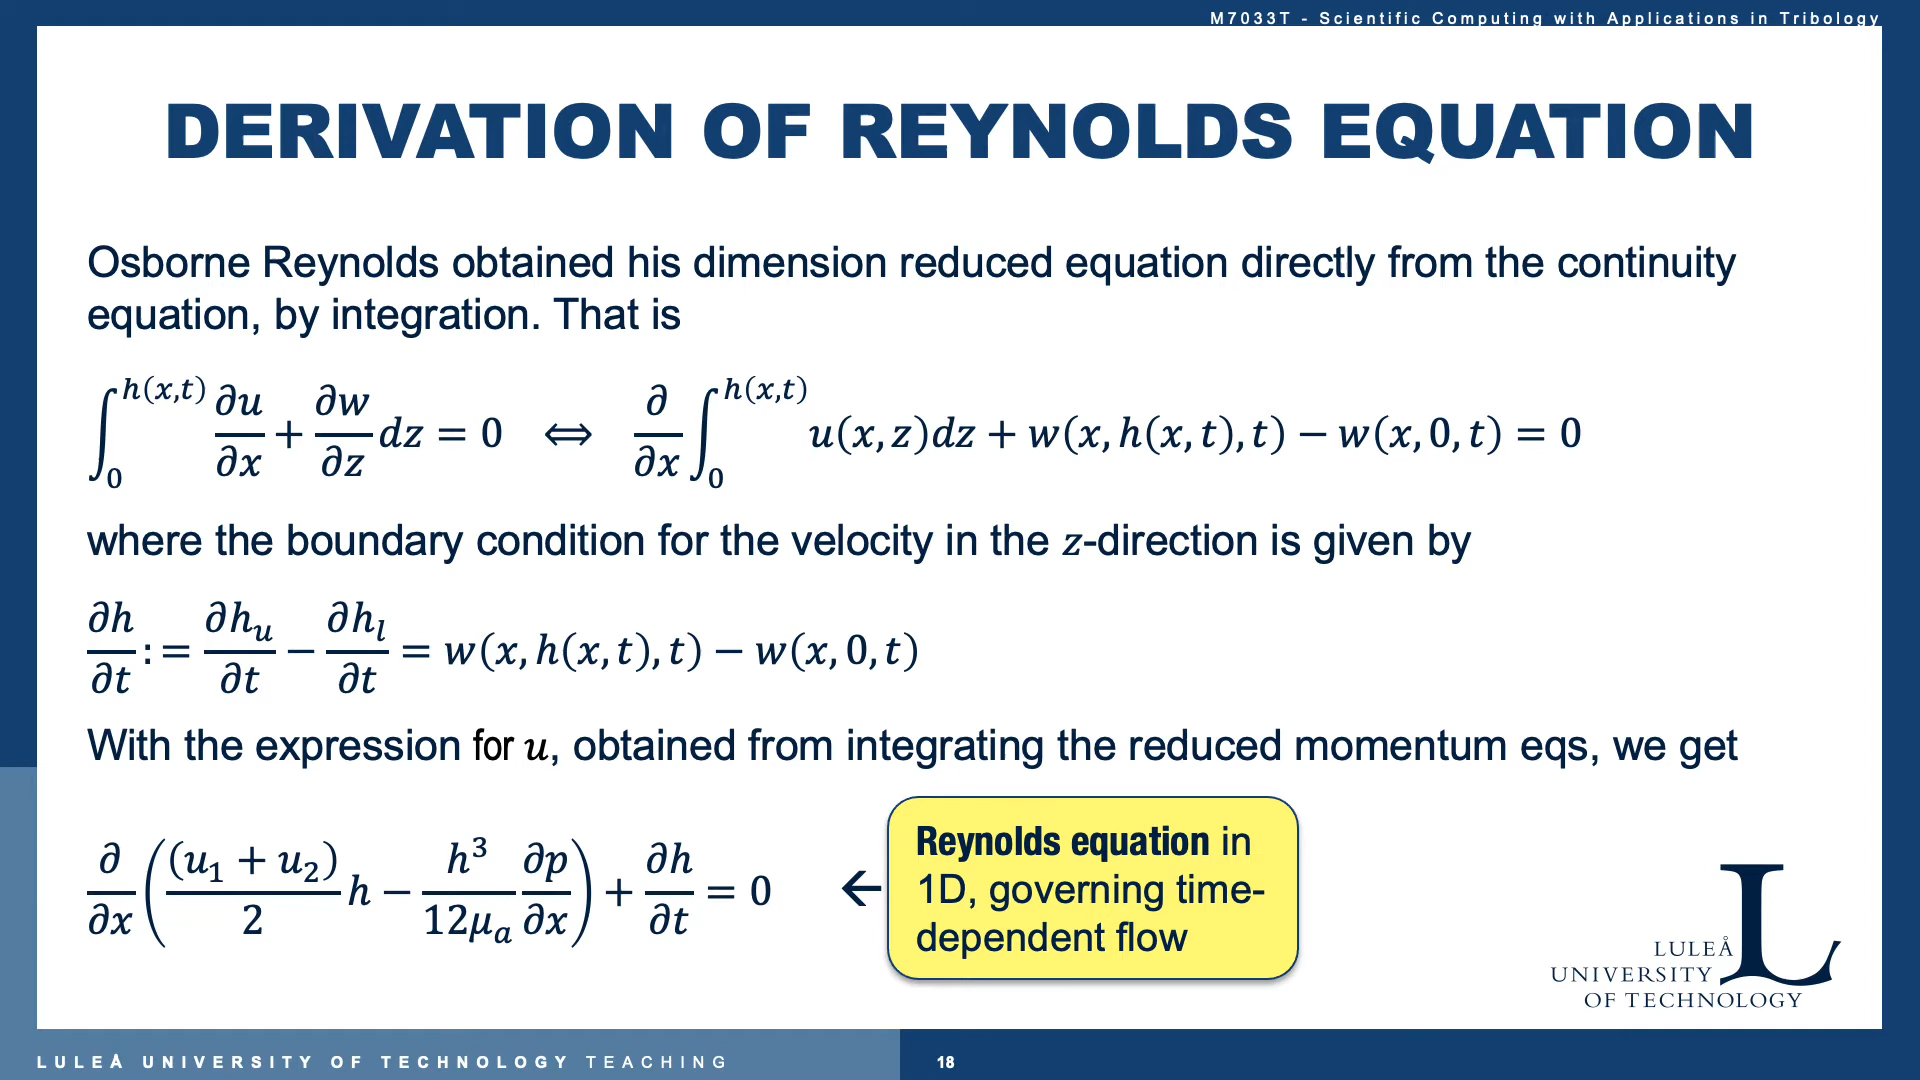 M7033T - Scientific Computing with Applications in Tribology
DERIVATION OF REYNOLDS EQUATION
Osborne Reynolds obtained his dimension reduced equation directly from the continuity
equation, by integration. That is
∫₀^{h(x,t)} ∂u/∂x + ∂w/∂z dz = 0 ⟺ ∂/∂x ∫₀^{h(x,t)} u(x,z)dz + w(x,h(x,t),t) − w(x,0,t) = 0
where the boundary condition for the velocity in the z-direction is given by
∂h/∂t := ∂h_u/∂t − ∂h_l/∂t = w(x,h(x,t),t) − w(x,0,t)
With the expression for u, obtained from integrating the reduced momentum eqs, we get
∂/∂x ((u₁ + u₂)/2 h − h³/12μ_a ∂p/∂x) + ∂h/∂t = 0 ←
Reynolds equation in
1D, governing time-
dependent flow
LULEÅ
UNIVERSITY
OF TECHNOLOGY
LULEÅ UNIVERSITY OF TECHNOLOGY TEACHING
18